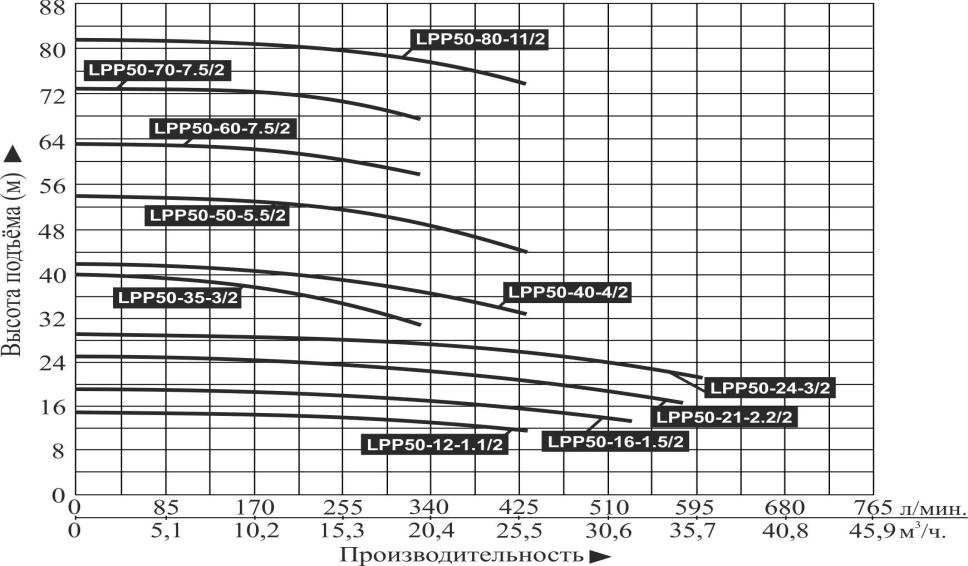 88
80
72
64
56
48
40
32
24
16
8
0
Высота подъёма (м)
LPP50-80-11/2
LPP50-70-7.5/2
LPP50-60-7.5/2
LPP50-50-5.5/2
LPP50-40-4/2
LPP50-35-3/2
LPP50-24-3/2
LPP50-21-2.2/2
LPP50-16-1.5/2
LPP50-12-1.1/2
0 85 170 255 340 425 510 595 680 765 л/мин.
0 5,1 10,2 15,3 20,4 25,5 30,6 35,7 40,8 45,9 м³/ч.
Производительность